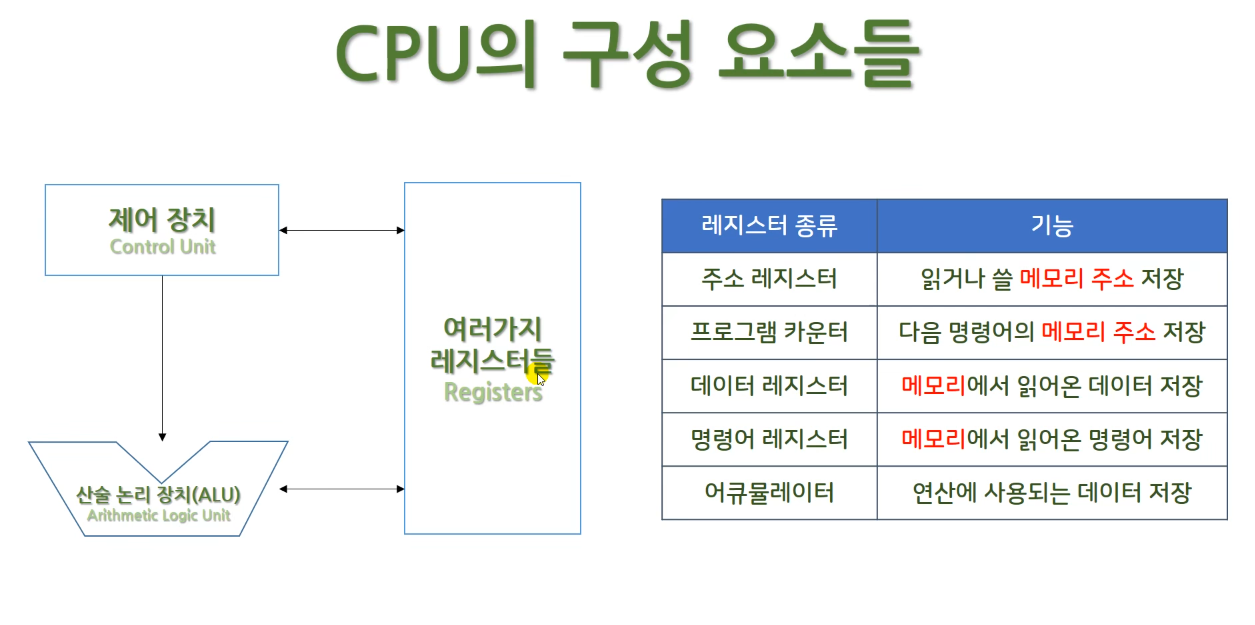 CPU의 구성 요소들
제어 장치
Control Unit
여러가지
레지스터들
Registers
산술 논리 장치(ALU)
Arithmetic Logic Unit
레지스터 종류 기능
주소 레지스터 읽거나 쓸 메모리 주소 저장
프로그램 카운터 다음 명령어의 메모리 주소 저장
데이터 레지스터 메모리에서 읽어온 데이터 저장
명령어 레지스터 메모리에서 읽어온 명령어 저장
어큐뮬레이터 연산에 사용되는 데이터 저장